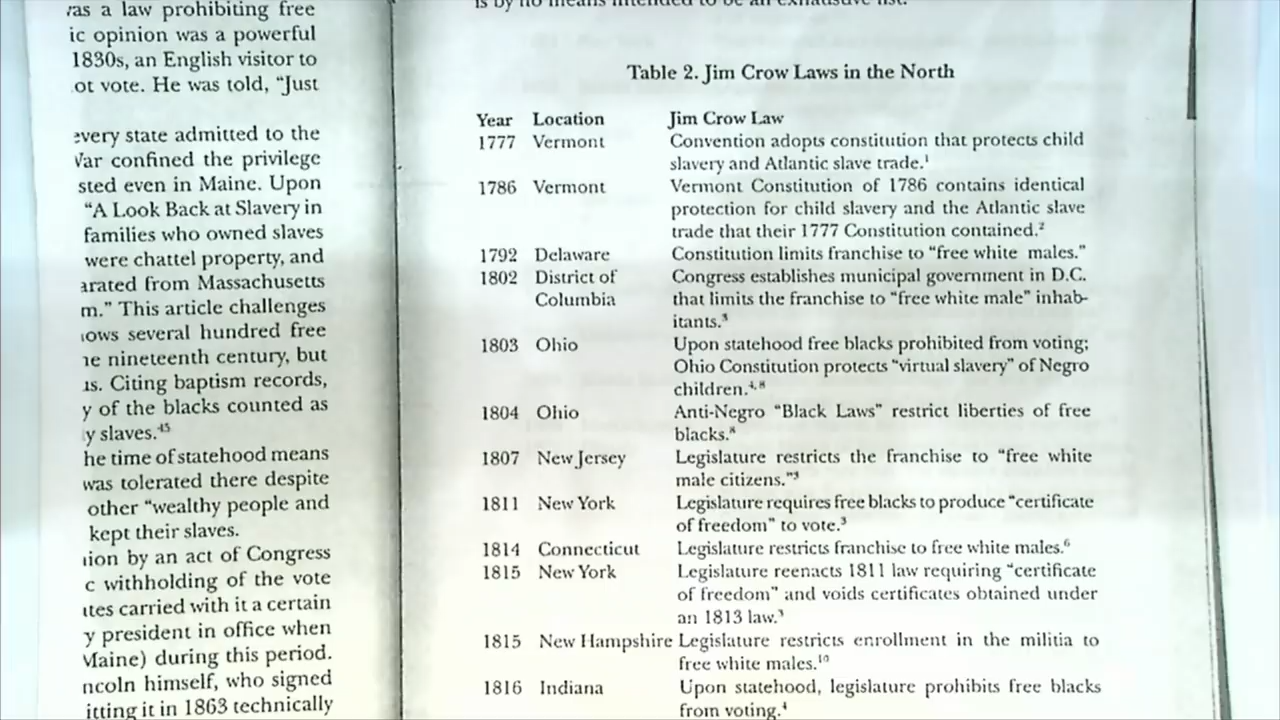 as a law prohibiting free
ic opinion was a powerful
1830s, an English visitor to
ot vote. He was told, “Just
every state admitted to the
War confined the privilege
sted even in Maine. Upon
“A Look Back at Slavery in
families who owned slaves
were chattel property, and
arated from Massachusetts
m.” This article challenges
ows several hundred free
he nineteenth century, but
is. Citing baptism records,
y of the blacks counted as
y slaves.45
he time of statehood means
was tolerated there despite
other “wealthy people and
kept their slaves.
ion by an act of Congress
c withholding of the vote
tes carried with it a certain
y president in office when
Maine) during this period.
ncoln himself, who signed
itting it in 1863 technically
is by no means intended to be an exhaustive list.
Table 2. Jim Crow Laws in the North
Year Location Jim Crow Law
1777 Vermont Convention adopts constitution that protects child
slavery and Atlantic slave trade.1
1786 Vermont Vermont Constitution of 1786 contains identical
protection for child slavery and the Atlantic slave
trade that their 1777 Constitution contained.2
1792 Delaware Constitution limits franchise to “free white males.”
1802 District of Congress establishes municipal government in D.C.
Columbia that limits the franchise to “free white male” inhab-
itants.3
1803 Ohio Upon statehood free blacks prohibited from voting;
Ohio Constitution protects “virtual slavery” of Negro
children.4,8
1804 Ohio Anti-Negro “Black Laws” restrict liberties of free
blacks.8
1807 New Jersey Legislature restricts the franchise to “free white
male citizens.”3
1811 New York Legislature requires free blacks to produce “certificate
of freedom” to vote.3
1814 Connecticut Legislature restricts franchise to free white males.6
1815 New York Legislature reenacts 1811 law requiring “certificate
of freedom” and voids certificates obtained under
an 1813 law.3
1815 New Hampshire Legislature restricts enrollment in the militia to
free white males.10
1816 Indiana Upon statehood, legislature prohibits free blacks
from voting.4